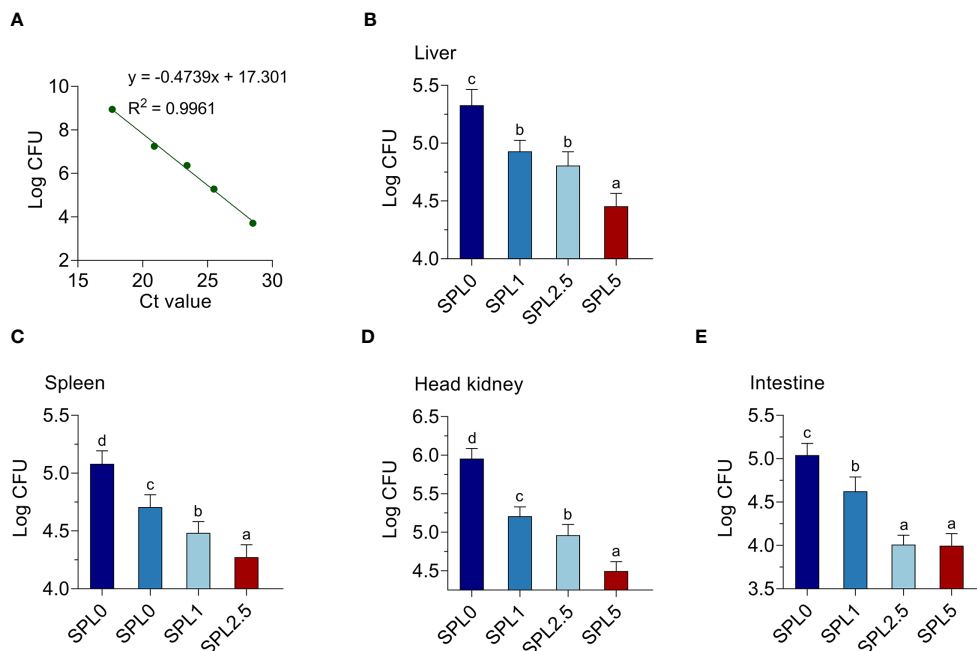 A
y = -0.4739x + 17.301
R² = 0.9961
10
8
6
4
2
Log CFU
15 20 25 30
Ct value
B
Liver
5.5
5.0
4.5
4.0
Log CFU
c
b
b
a
SPL0 SPL1 SPL2.5 SPL5
C
Spleen
5.5
5.0
4.5
4.0
Log CFU
d
c
b
a
SPL0 SPL0 SPL1 SPL2.5
D
Head kidney
6.5
6.0
5.5
5.0
4.5
Log CFU
d
c
b
a
SPL0 SPL1 SPL2.5 SPL5
E
Intestine
5.5
5.0
4.5
4.0
3.5
Log CFU
c
b
a
a
SPL0 SPL1 SPL2.5 SPL5